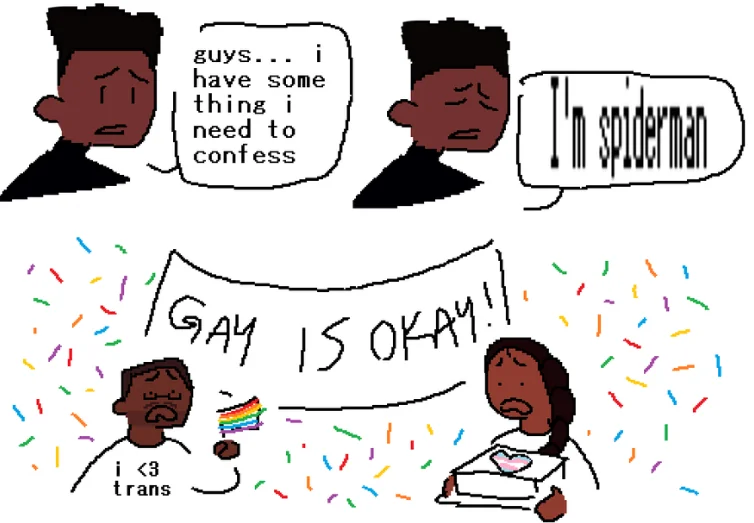 guys... i
have some
thing i
need to
confess
I'm spiderman
GAY IS OKAY!
i <3
trans